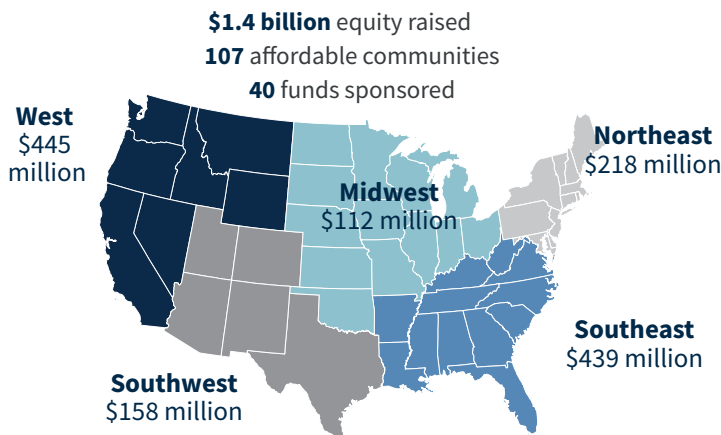 $1.4 billion equity raised
107 affordable communities
40 funds sponsored
West
$445
million
Northeast
$218 million
Midwest
$112 million
Southeast
$439 million
Southwest
$158 million